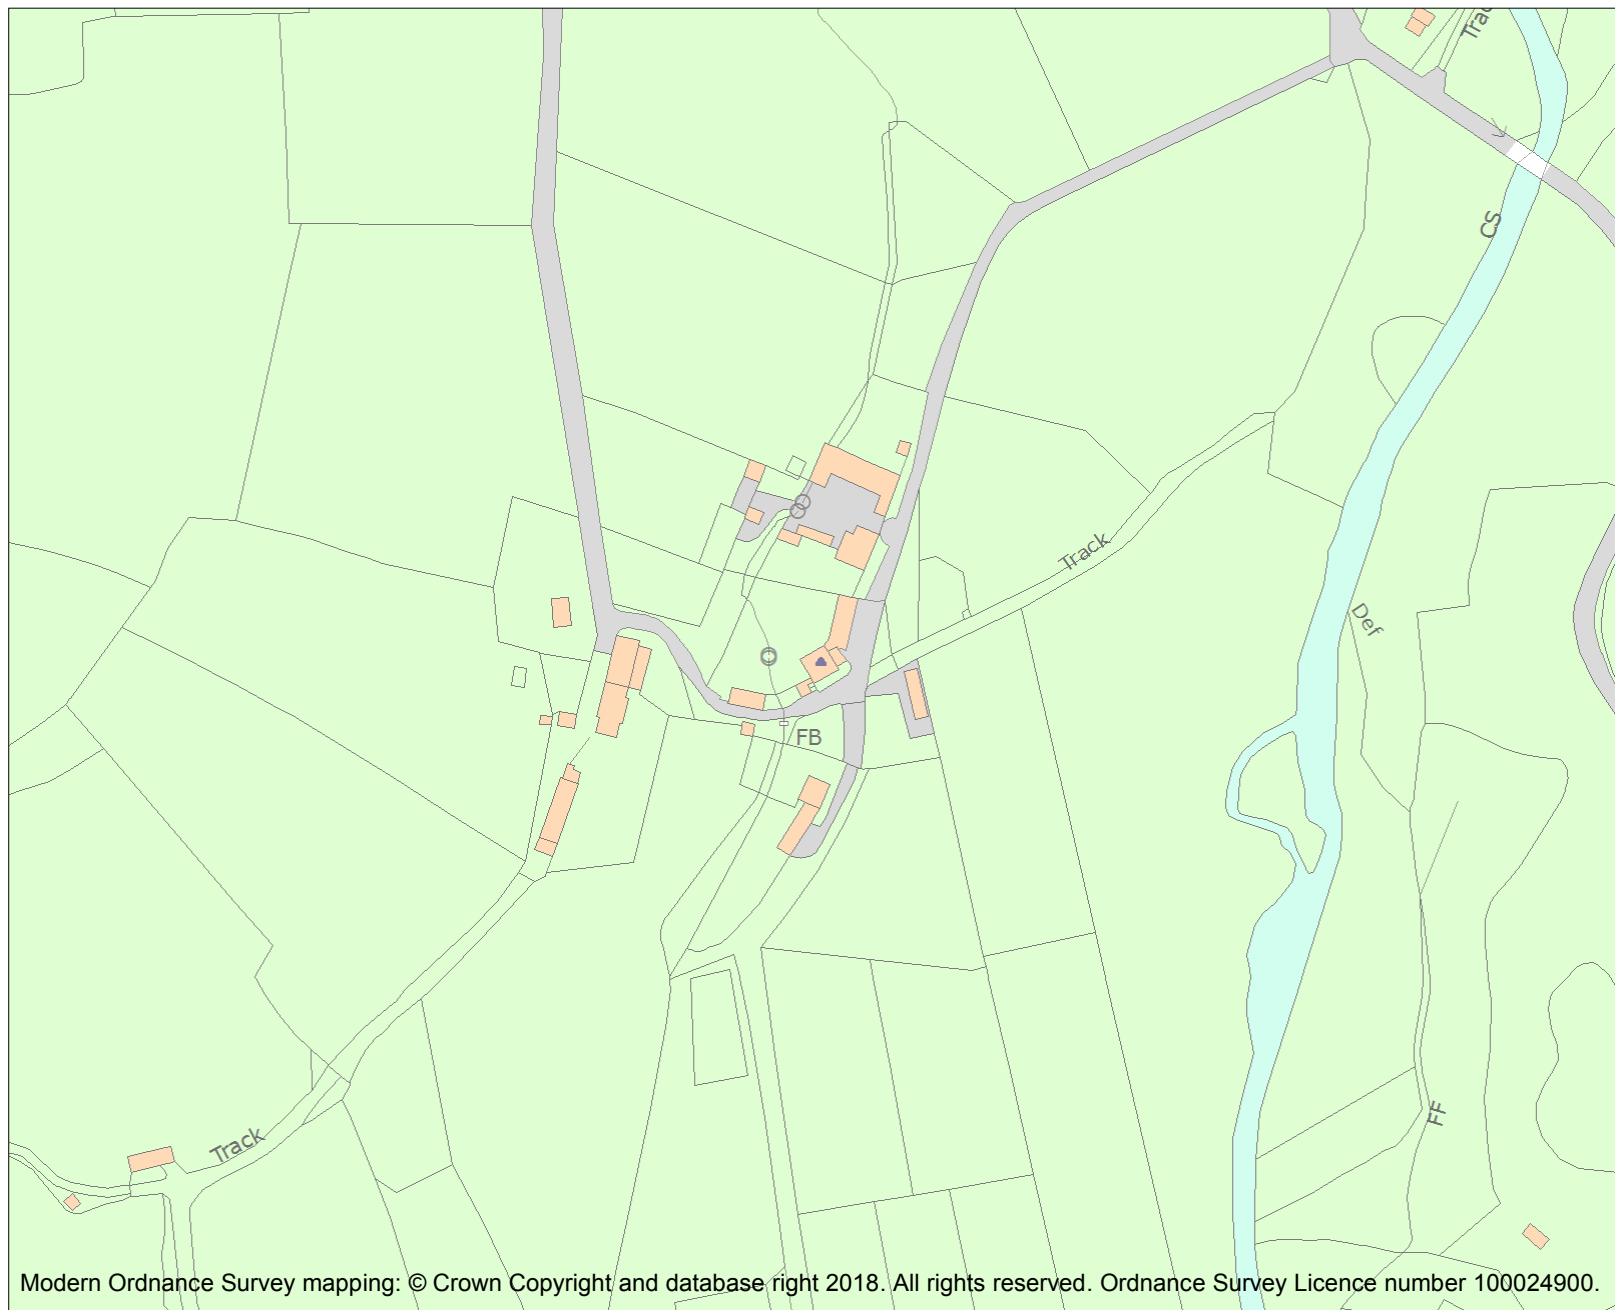 Trac
CS
Track
Def
FB
FF
Track
Modern Ordnance Survey mapping: © Crown Copyright and database right 2018. All rights reserved. Ordnance Survey Licence number 100024900.